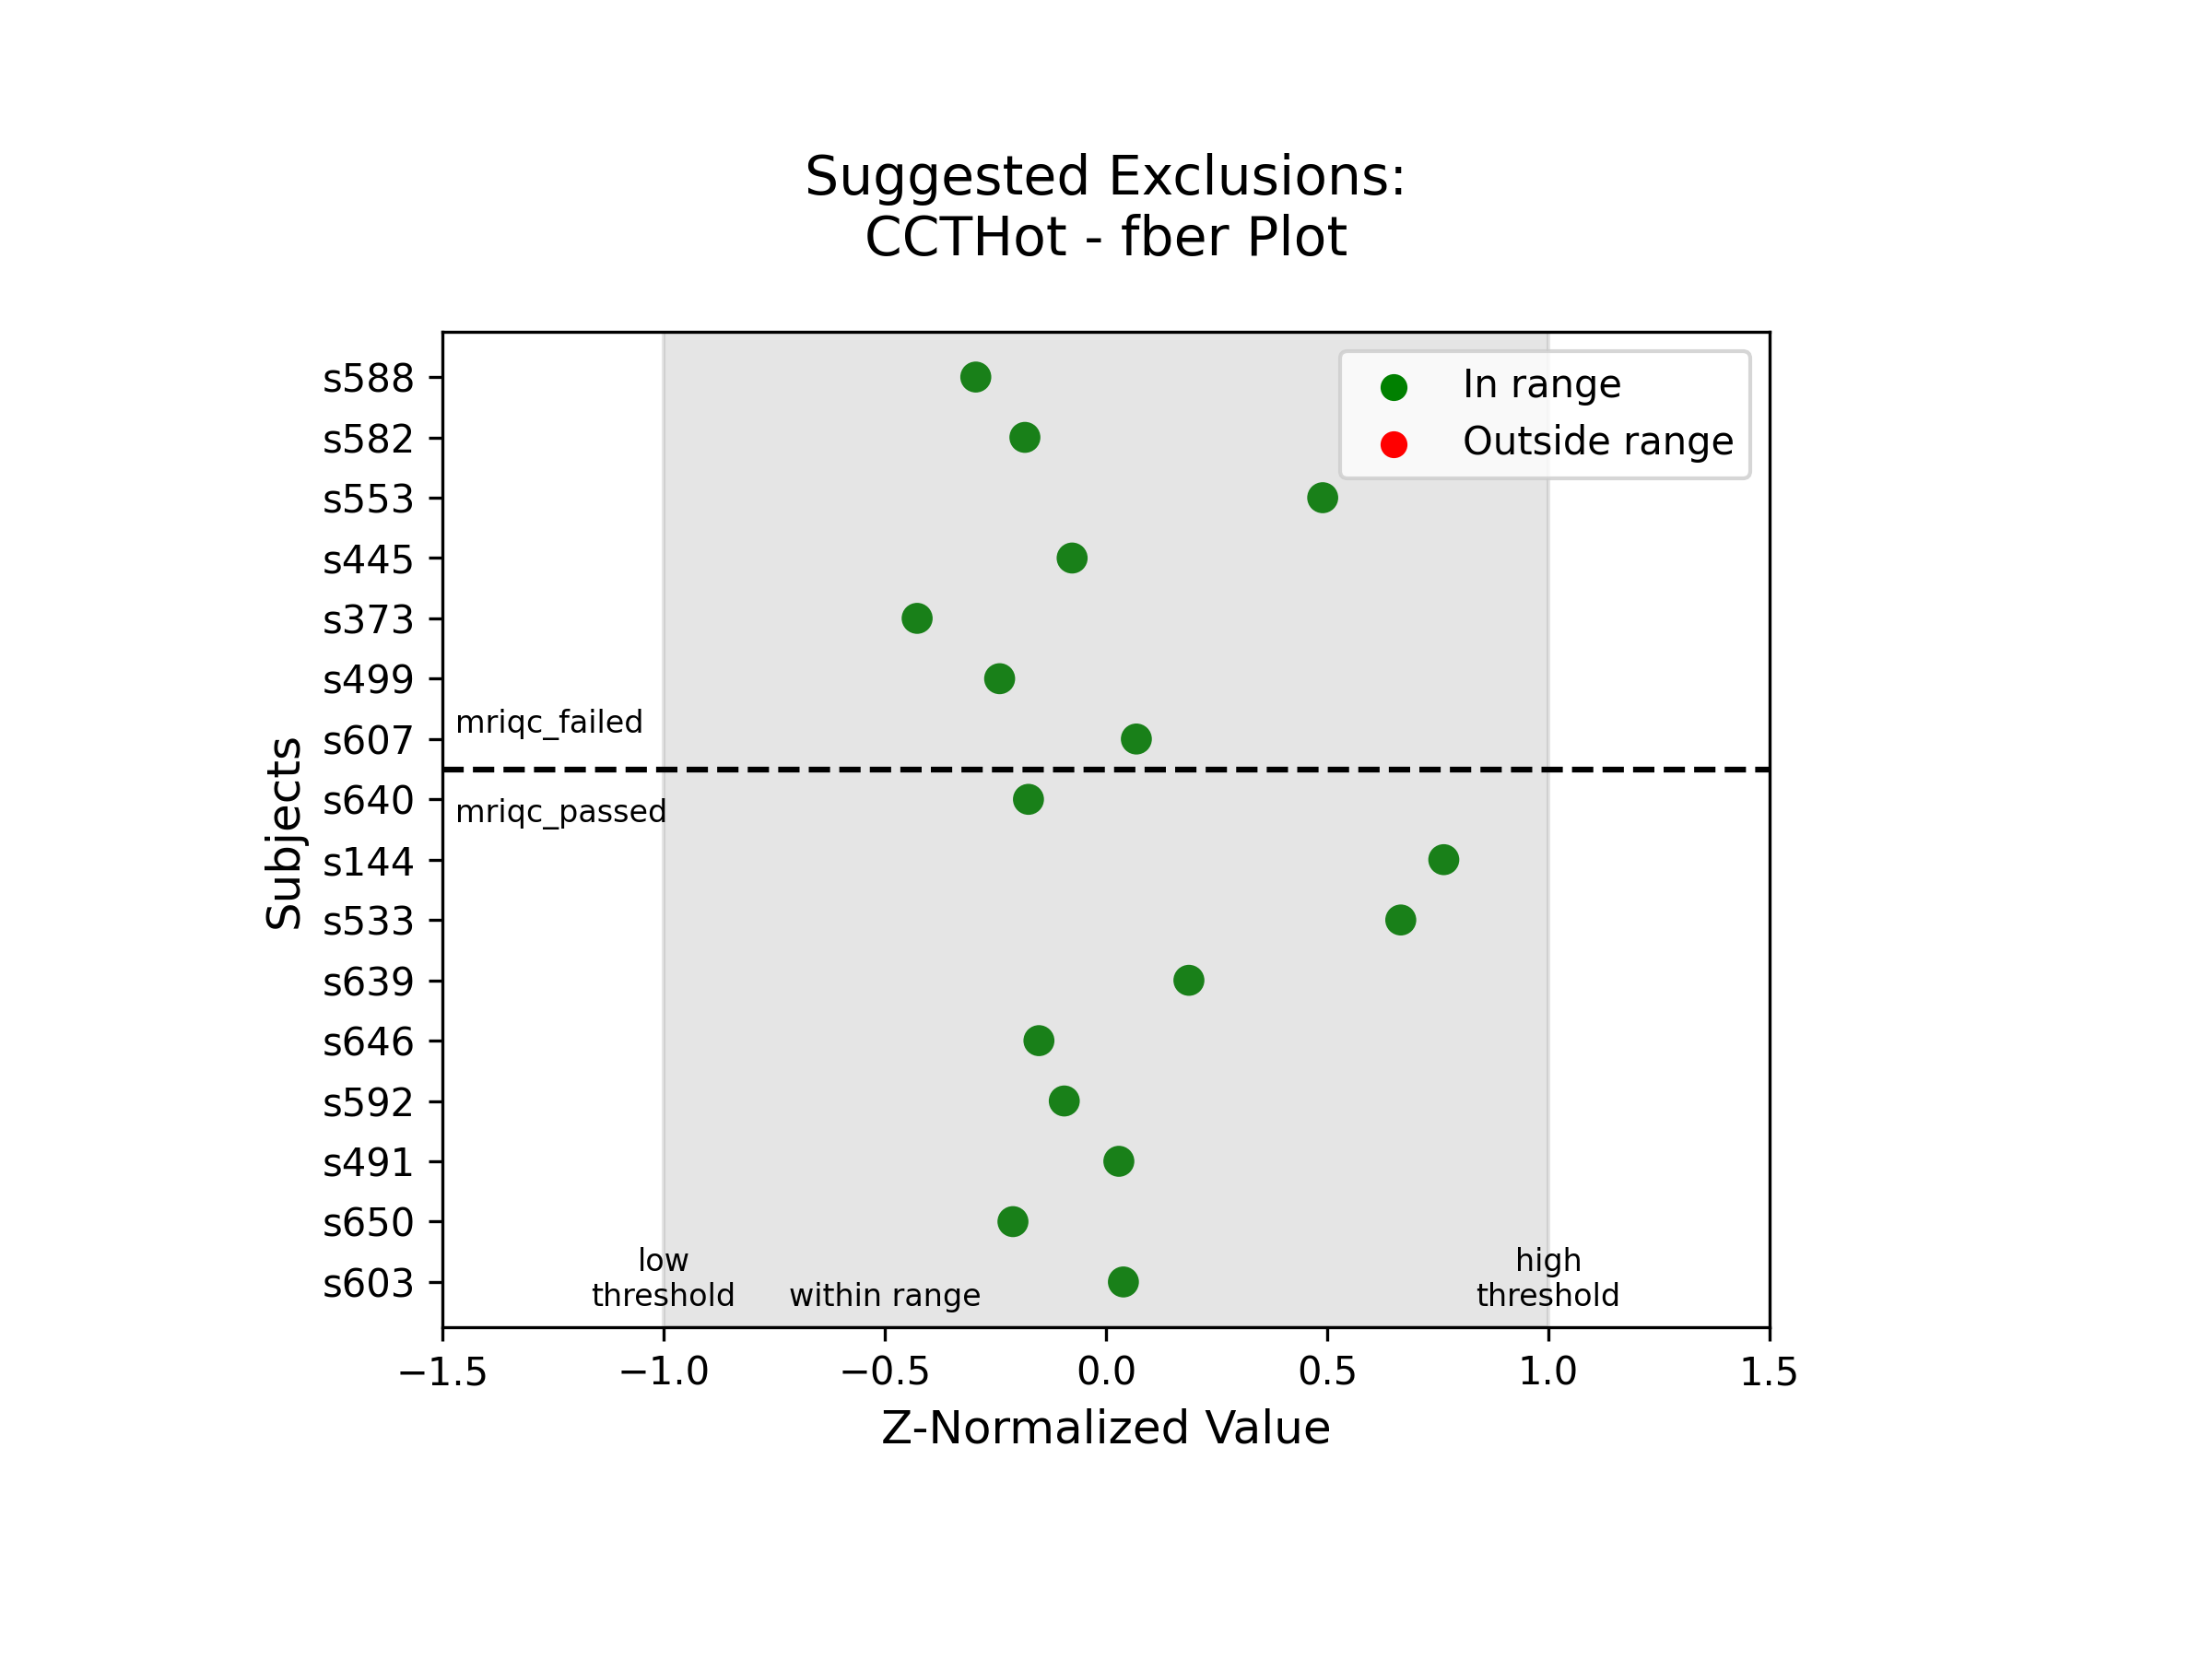 Suggested Exclusions:
CCTHot - fber Plot
In range
Outside range
s588
s582
s553
s445
s373
s499
s607
s640
s144
s533
s639
s646
s592
s491
s650
s603
Subjects
mriqc_failed
mriqc_passed
low
threshold
within range
high
threshold
−1.5
−1.0
−0.5
0.0
0.5
1.0
1.5
Z-Normalized Value